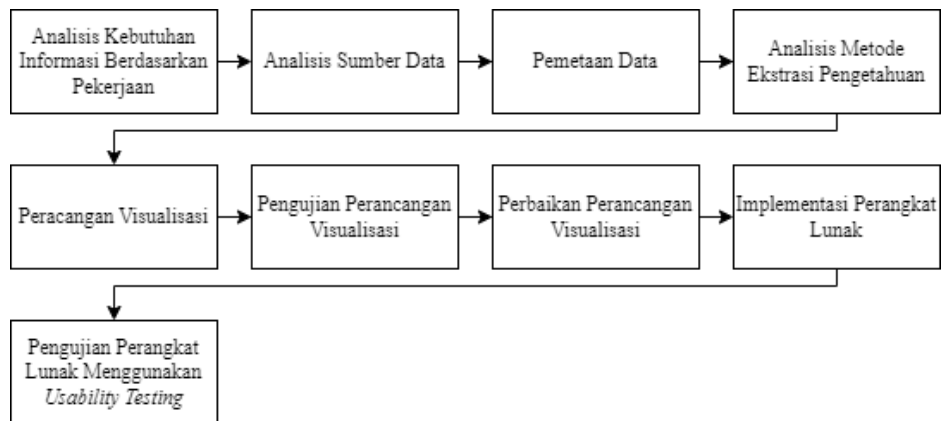 Analisis Kebutuhan
Informasi Berdasarkan
Pekerjaan
Analisis Sumber Data
Pemetaan Data
Analisis Metode
Ekstrasi Pengetahuan
Peracangan Visualisasi
Pengujian Perancangan
Visualisasi
Perbaikan Perancangan
Visualisasi
Implementasi Perangkat
Lunak
Pengujian Perangkat
Lunak Menggunakan
Usability Testing